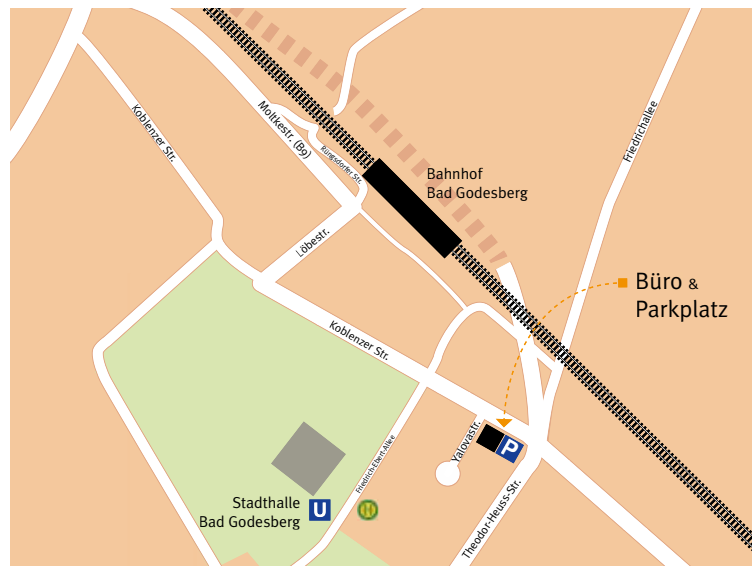 Koblenzer Str.
Moltkestr. (B9)
Rüngsdorfer Str.
Friedrichallee
Bahnhof
Bad Godesberg
Löbestr.
Büro &
Parkplatz
Koblenzer Str.
Yalovastr.
P
Friedrich-Ebert-Allee
Theodor-Heuss-Str.
Stadthalle
Bad Godesberg
U
H